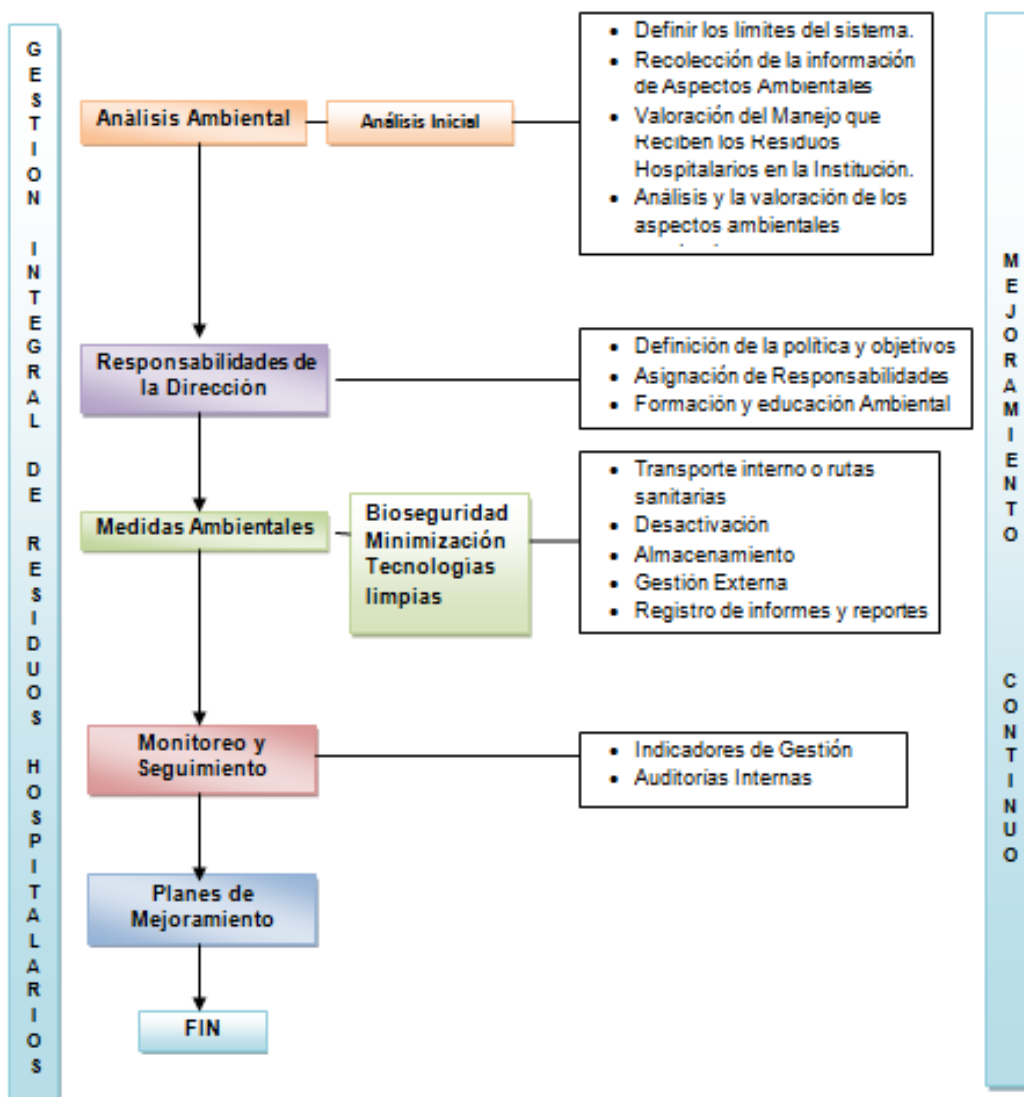 GESTION INTEGRAL DE RESIDUOS HOSPITALARIOS
Análisis Ambiental
Análisis Inicial
• Definir los limites del sistema.
• Recolección de la información
de Aspectos Ambientales
• Valoración del Manejo que
Reciben los Residuos
Hospitalarios en la Institución.
• Análisis y la valoración de los
aspectos ambientales
Responsabilidades de
la Dirección
• Definición de la política y objetivos
• Asignación de Responsabilidades
• Formación y educación Ambiental
Medidas Ambientales
Bioseguridad
Minimización
Tecnologias
limpias
• Transporte interno o rutas
sanitarias
• Desactivación
• Almacenamiento
• Gestión Externa
• Registro de informes y reportes
Monitoreo y
Seguimiento
• Indicadores de Gestión
• Auditorias Internas
Planes de
Mejoramiento
FIN
MEJORAMIENTO CONTINUO